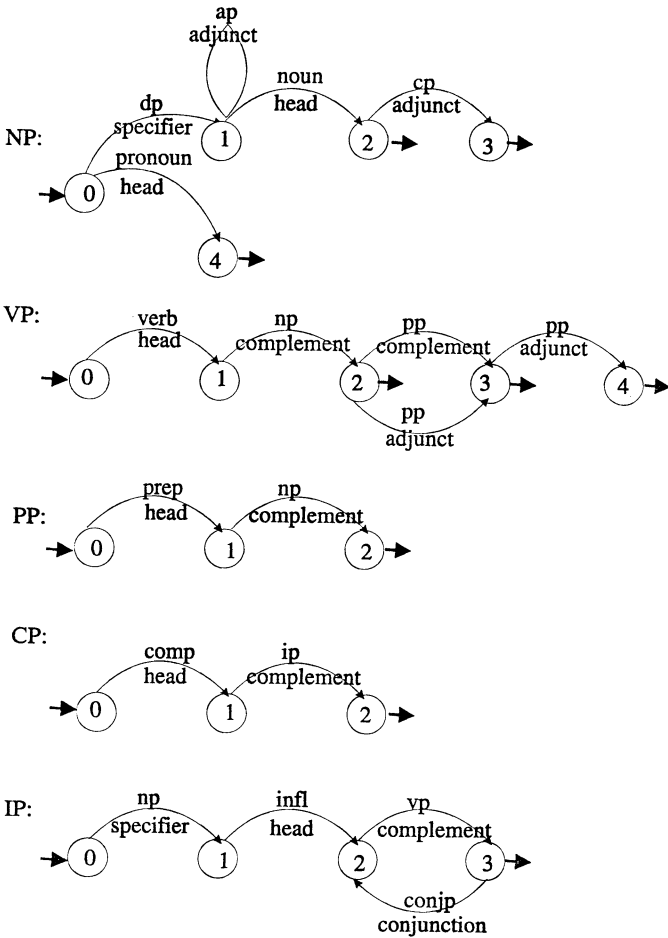 ap
adjunct
noun
head
cp
adjunct
dp
specifier
1
2
3
NP:
pronoun
head
0
4
VP:
verb
head
np
complement
pp
complement
pp
adjunct
0
1
2
3
4
pp
adjunct
PP:
prep
head
np
complement
0
1
2
CP:
comp
head
ip
complement
0
1
2
IP:
np
specifier
infl
head
vp
complement
0
1
2
3
conjp
conjunction